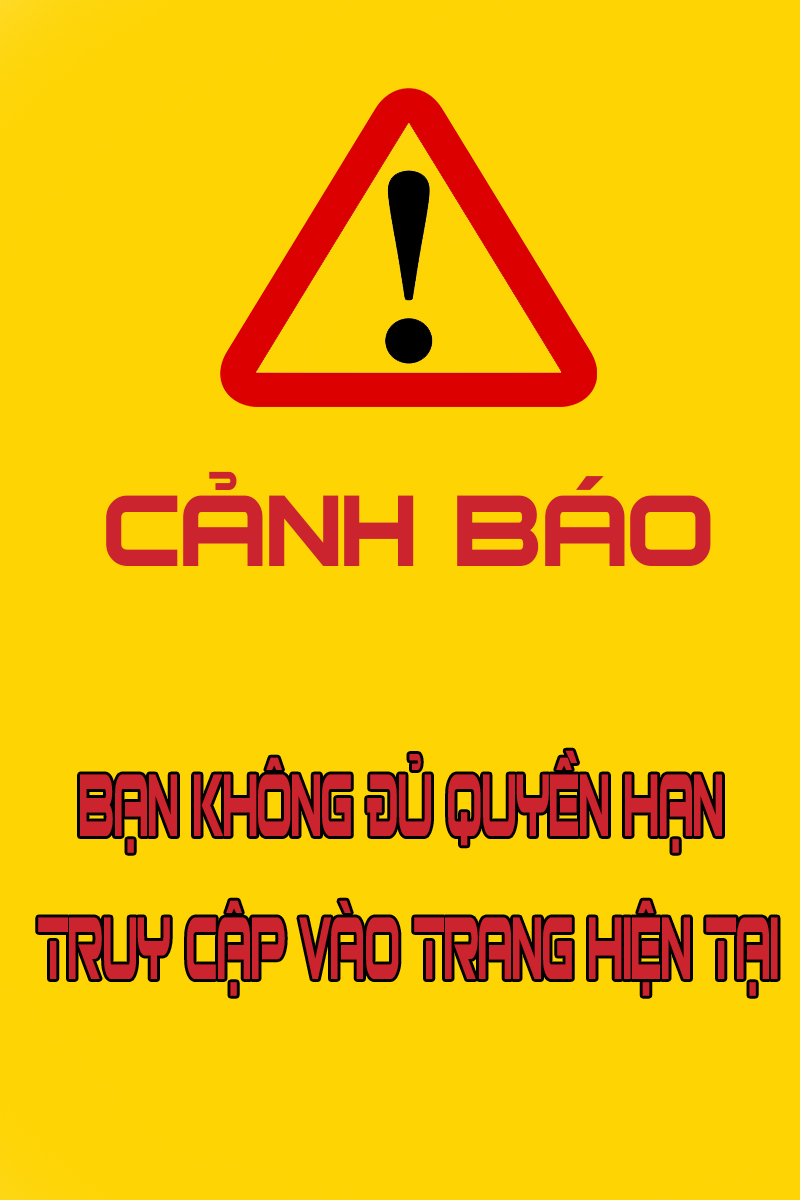 CẢNH BÁO
BẠN KHÔNG ĐỦ QUYỀN HẠN
TRUY CẬP VÀO TRANG HIỆN TẠI